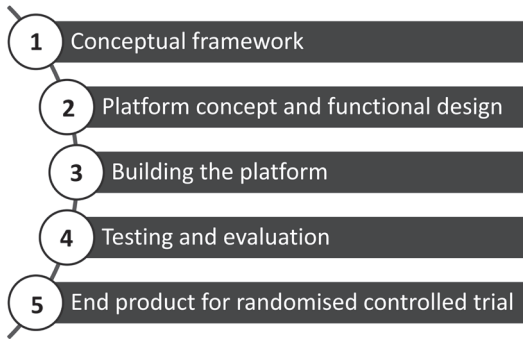 1 Conceptual framework
2 Platform concept and functional design
3 Building the platform
4 Testing and evaluation
5 End product for randomised controlled trial